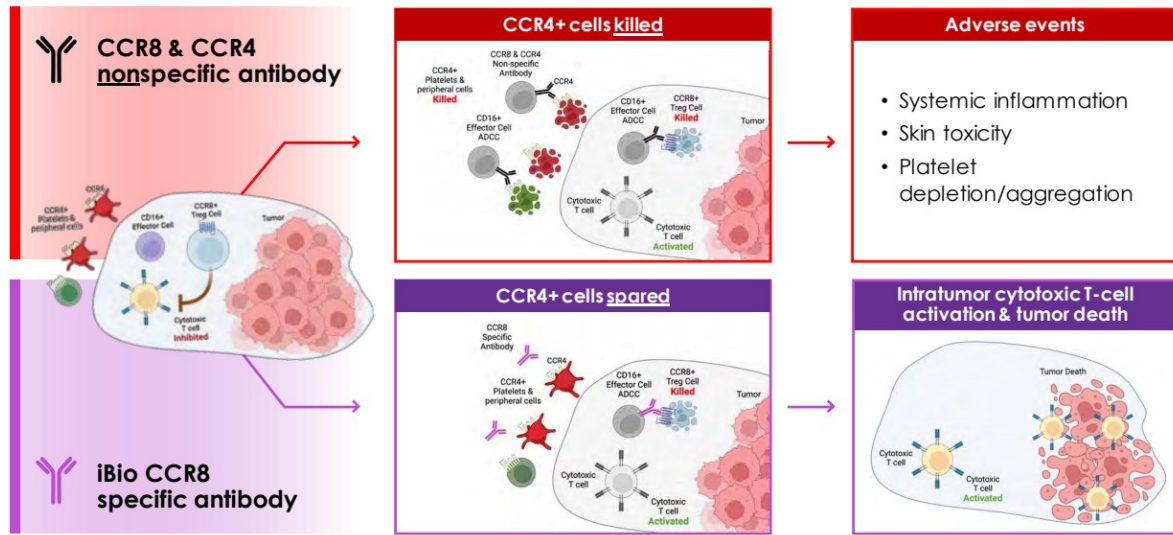 CCR8 & CCR4
nonspecific antibody
CCR4
CCR4+
Platelets &
peripheral cells
CD16+
Effector Cell
CCR8+
Treg Cell
Tumor
Cytotoxic
T cell
Inhibited
iBio CCR8
specific antibody
CCR4+ cells killed
CCR4+
Platelets &
peripheral cells
Killed
CCR8 & CCR4
Non-specific
Antibody
CCR4
CD16+
Effector Cell
ADCC
CD16+
Effector Cell
ADCC
CCR8+
Treg Cell
Killed
Tumor
Cytotoxic
T cell
Cytotoxic
T cell
Activated
Adverse events
• Systemic inflammation
• Skin toxicity
• Platelet
depletion/aggregation
CCR4+ cells spared
CCR8
Specific
Antibody
CCR4
CCR4+
Platelets &
peripheral cells
CD16+
Effector Cell
ADCC
CCR8+
Treg Cell
Killed
Tumor
Cytotoxic
T cell
Cytotoxic
T cell
Activated
Intratumor cytotoxic T-cell
activation & tumor death
Tumor Death
Cytotoxic
T cell
Cytotoxic
T cell
Activated